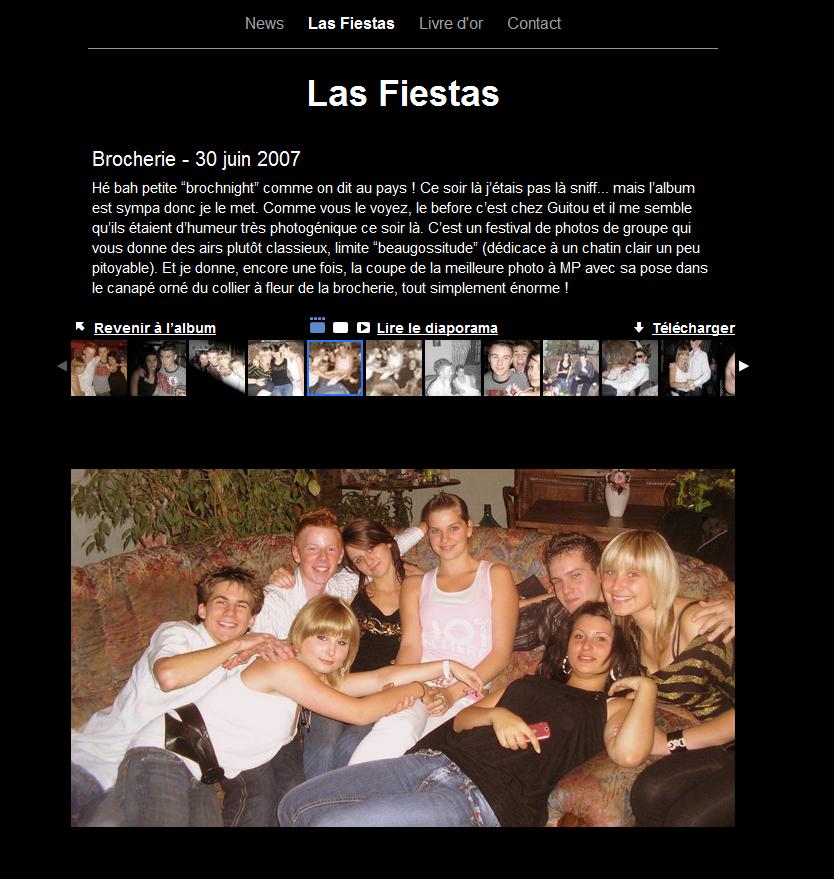 News Las Fiestas Livre d'or Contact
Las Fiestas
Brocherie - 30 juin 2007
Hé bah petite “brochnight” comme on dit au pays ! Ce soir là j’étais pas là sniff... mais l’album
est sympa donc je le met. Comme vous le voyez, le before c’est chez Guitou et il me semble
qu’ils étaient d’humeur très photogénique ce soir là. C’est un festival de photos de groupe qui
vous donne des airs plutôt classieux, limite “beaugossitude” (dédicace à un chatin clair un peu
pitoyable). Et je donne, encore une fois, la coupe de la meilleure photo à MP avec sa pose dans
le canapé orné du collier à fleur de la brocherie, tout simplement énorme !
Revenir à l’album Lire le diaporama Télécharger